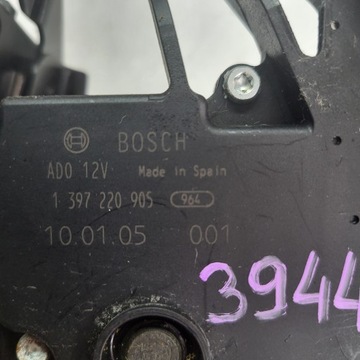 BOSCH
ADO 12V Made in Spain
1 397 220 905 964
10.01.05 001
3944